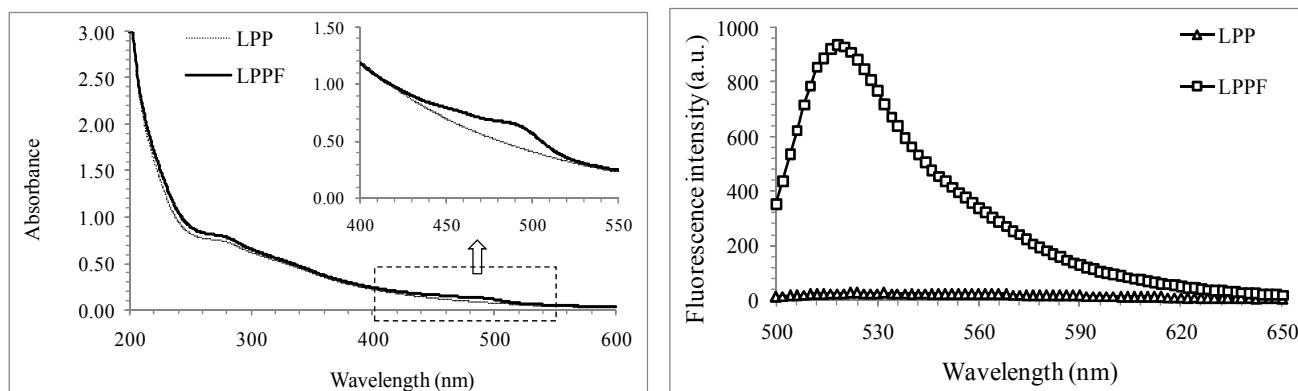 3.00
2.50
2.00
1.50
1.00
0.50
0.00
Absorbance
200 300 400 500 600
Wavelength (nm)
LPP
LPPF
1.50
1.00
0.50
0.00
400 450 500 550
1000
800
600
400
200
0
Fluorescence intensity (a.u.)
500 530 560 590 620 650
Wavelength (nm)
LPP
LPPF